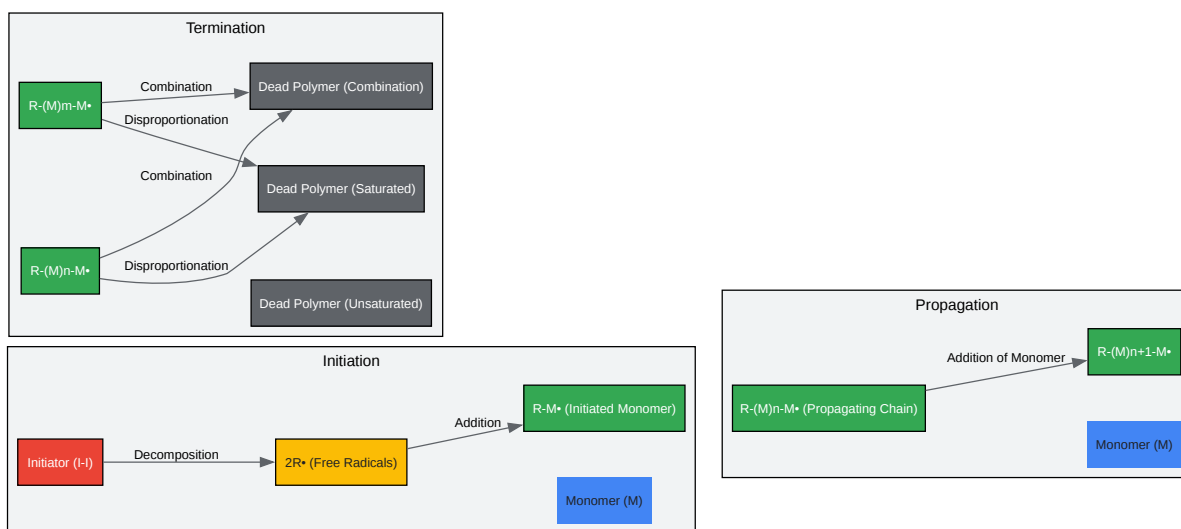 Termination
Combination
Dead Polymer (Combination)
R-(M)m-M•
Disproportionation
Combination
Dead Polymer (Saturated)
R-(M)n-M•
Disproportionation
Dead Polymer (Unsaturated)
Initiation
R-M• (Initiated Monomer)
Addition
Initiator (I-I)
Decomposition
2R• (Free Radicals)
Monomer (M)
Propagation
R-(M)n+1-M•
Addition of Monomer
R-(M)n-M• (Propagating Chain)
Monomer (M)